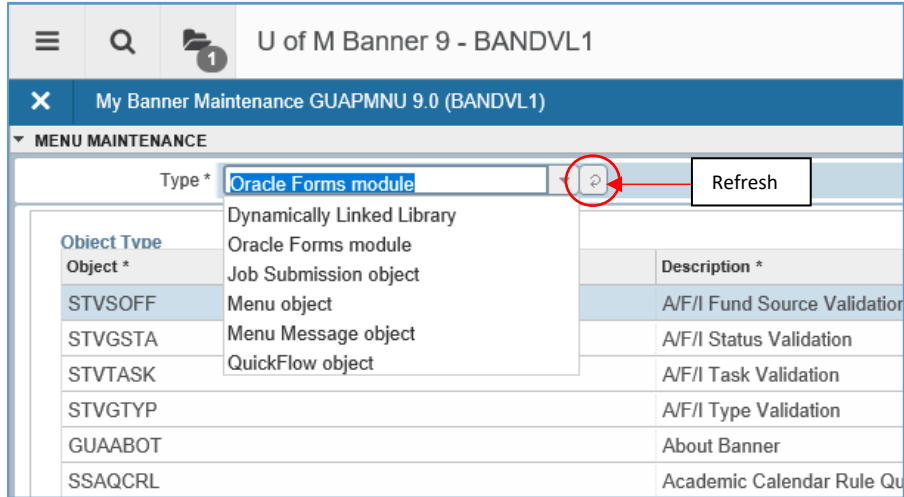 1
U of M Banner 9 - BANDVL1
My Banner Maintenance GUAPMNU 9.0 (BANDVL1)
MENU MAINTENANCE
Type * Oracle Forms module Refresh
Dynamically Linked Library
Oracle Forms module
Job Submission object
Menu object
Menu Message object
QuickFlow object
Object Type
Object * Description *
STVSOFF A/F/I Fund Source Validation
STVGSTA A/F/I Status Validation
STVTASK A/F/I Task Validation
STVGTYP A/F/I Type Validation
GUAABOT About Banner
SSAQCRL Academic Calendar Rule Qu